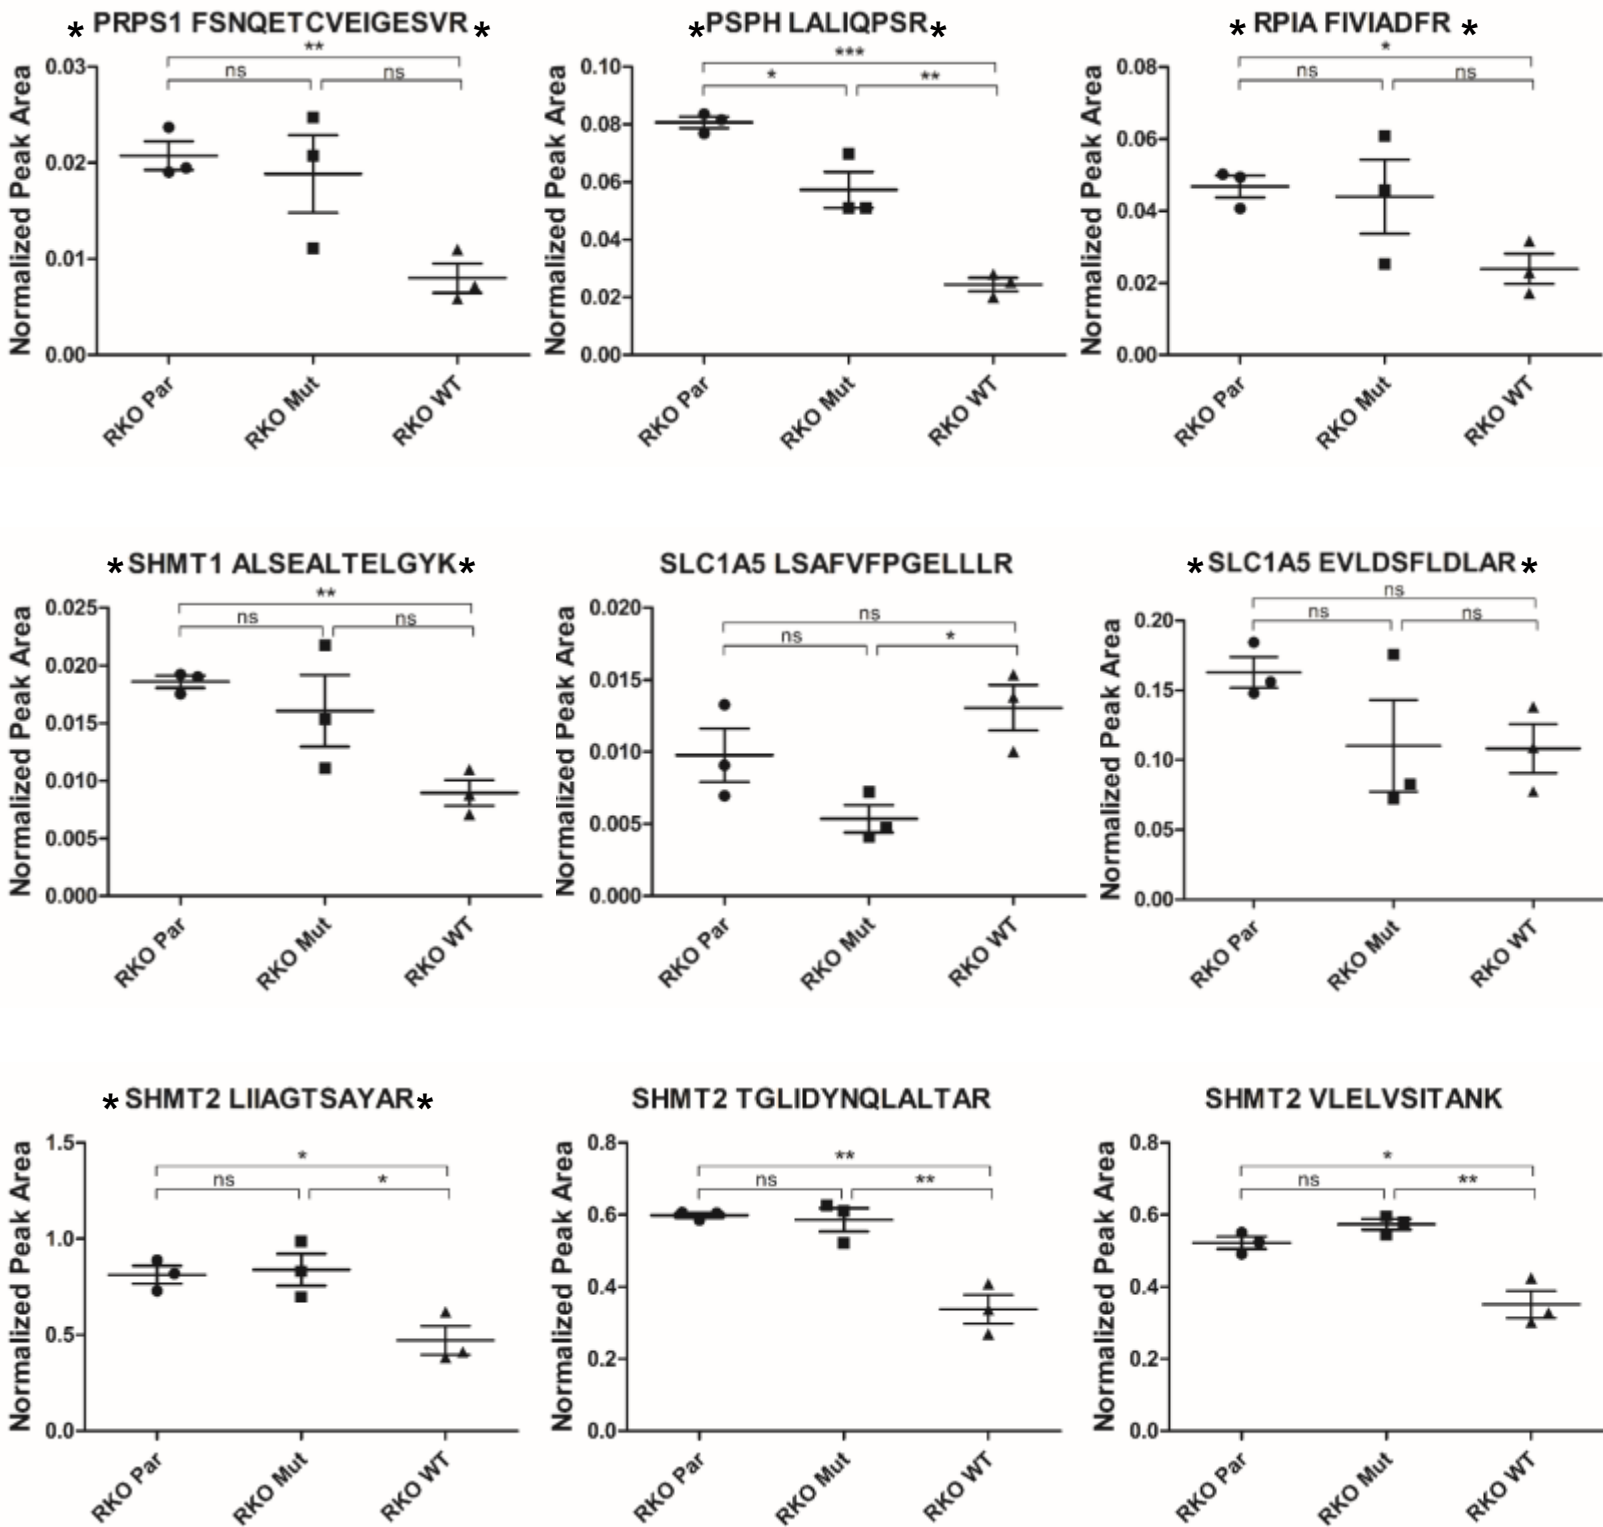 * PRPS1 FSNQETCVEIGESVR *
**
ns ns
Normalized Peak Area
0.03
0.02
0.01
0.00
RKO Par
RKO Mut
RKO WT
*PSPH LALIQPSR*
***
* **
Normalized Peak Area
0.10
0.08
0.06
0.04
0.02
0.00
RKO Par
RKO Mut
RKO WT
* RPIA FIVIADFR *
*
ns ns
Normalized Peak Area
0.08
0.06
0.04
0.02
0.00
RKO Par
RKO Mut
RKO WT
*SHMT1 ALSEALTELGYK*
**
ns ns
Normalized Peak Area
0.025
0.020
0.015
0.010
0.005
0.000
RKO Par
RKO Mut
RKO WT
SLC1A5 LSAFVFPGELLLR
ns
ns *
Normalized Peak Area
0.020
0.015
0.010
0.005
0.000
RKO Par
RKO Mut
RKO WT
*SLC1A5 EVLDSFLDLAR*
ns
ns ns
Normalized Peak Area
0.20
0.15
0.10
0.05
0.00
RKO Par
RKO Mut
RKO WT
*SHMT2 LIIAGTSAYAR*
*
ns *
Normalized Peak Area
1.5
1.0
0.5
0.0
RKO Par
RKO Mut
RKO WT
SHMT2 TGLIDYNQLALTAR
**
ns **
Normalized Peak Area
0.8
0.6
0.4
0.2
0.0
RKO Par
RKO Mut
RKO WT
SHMT2 VLELVSITANK
*
ns **
Normalized Peak Area
0.8
0.6
0.4
0.2
0.0
RKO Par
RKO Mut
RKO WT